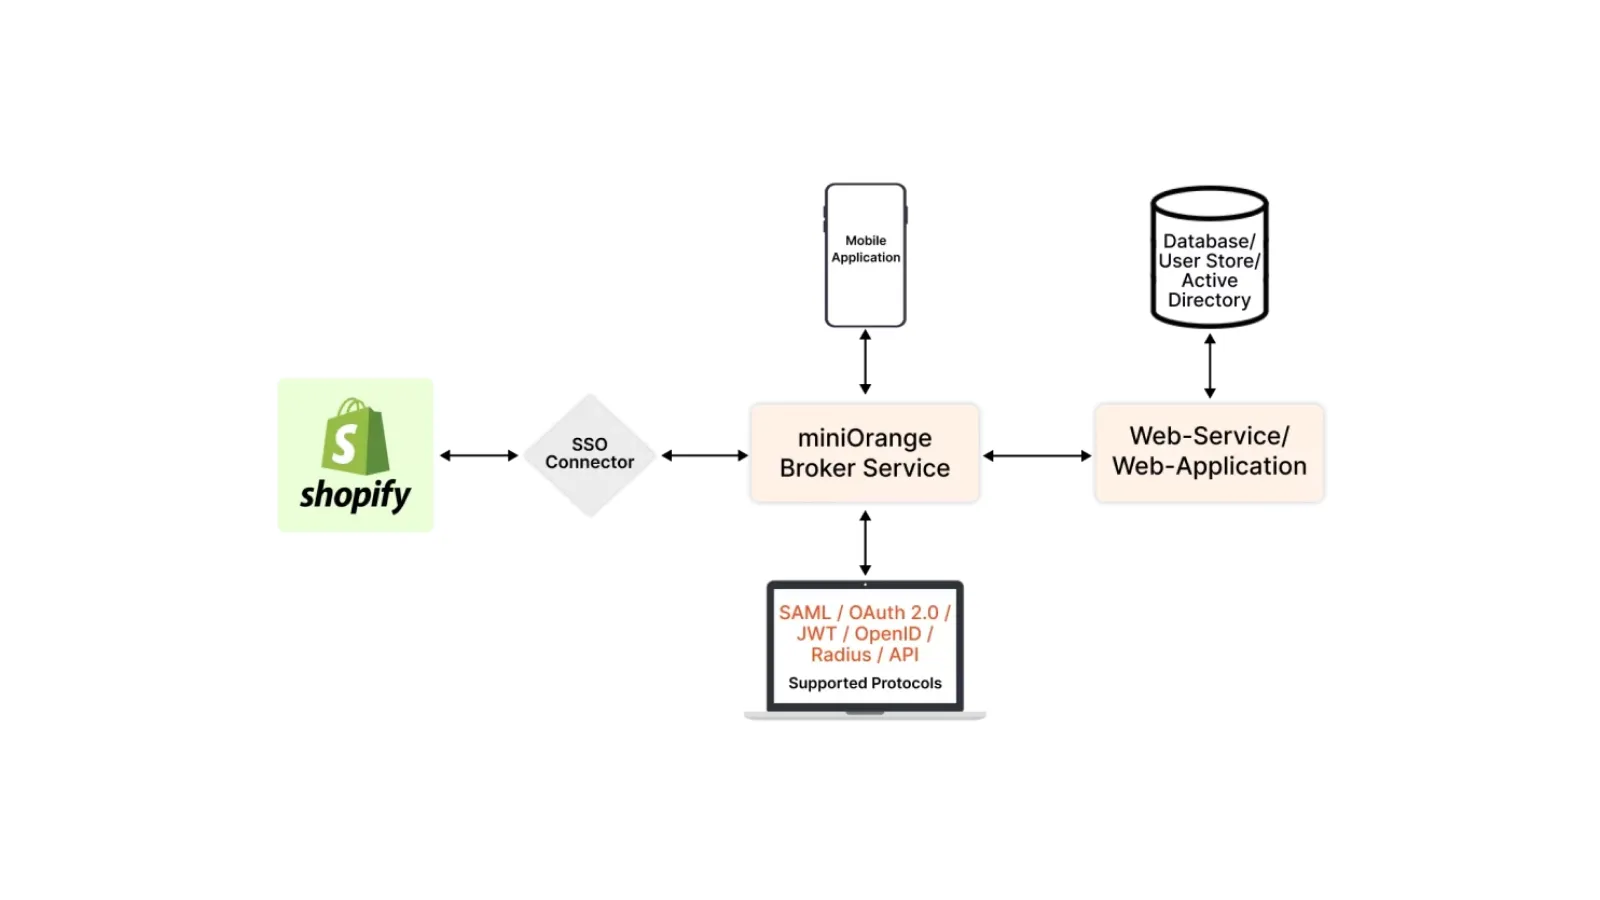 Mobile
Application
Database/
User Store/
Active
Directory
S
shopify
SSO
Connector
miniOrange
Broker Service
Web-Service/
Web-Application
SAML / OAuth 2.0 /
JWT / OpenID /
Radius / API
Supported Protocols